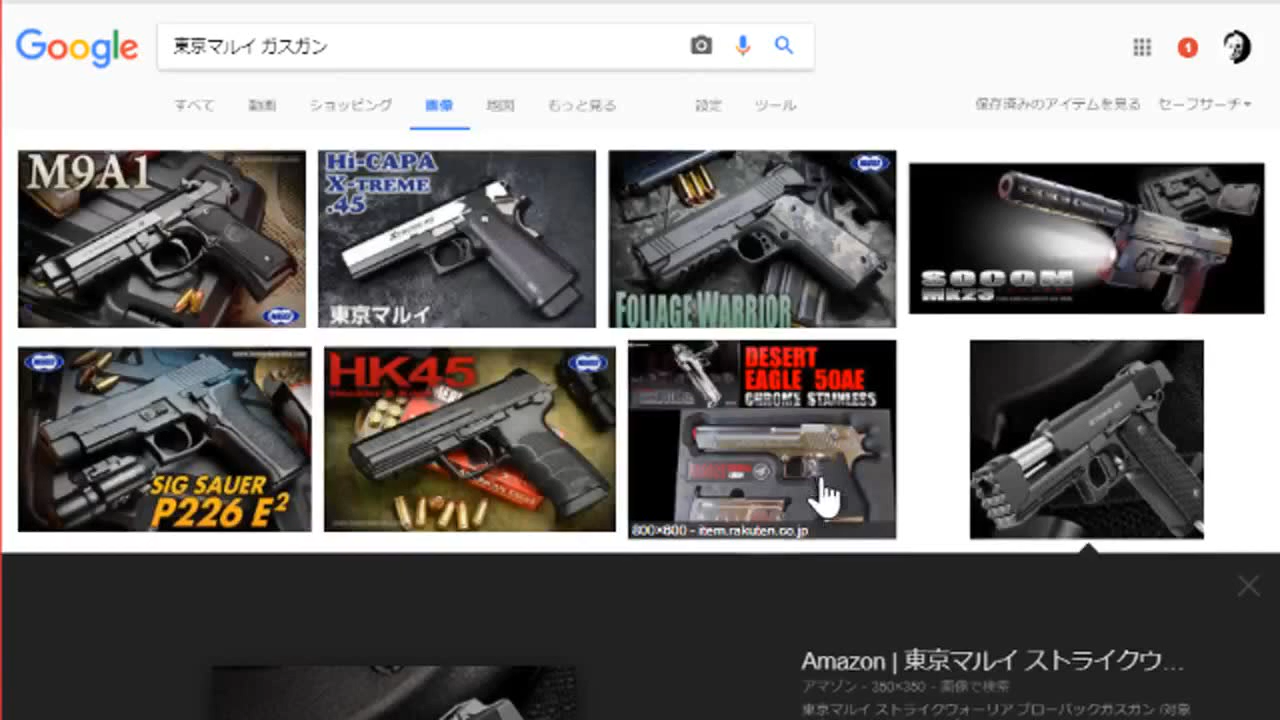 Google 東京マルイ ガスガン
1
すべて 動画 ショッピング 画像 地図 もっと見る 設定 ツール 保存済みのアイテムを見る セーフサーチ
M9A1
Hi-CAPA
X-TREME
.45
東京マルイ
FOLIAGE WARRIOR
SOCOM
MK23
SIG SAUER
P226 E2
HK45
DESERT
EAGLE .50AE
CHROME STAINLESS
800×600 - item.rakuten.co.jp
Amazon | 東京マルイ ストライクウ...
アマゾン - 350×350 - 画像で検索
東京マルイ ストライクウォーリア ブローバックガスガン (対象